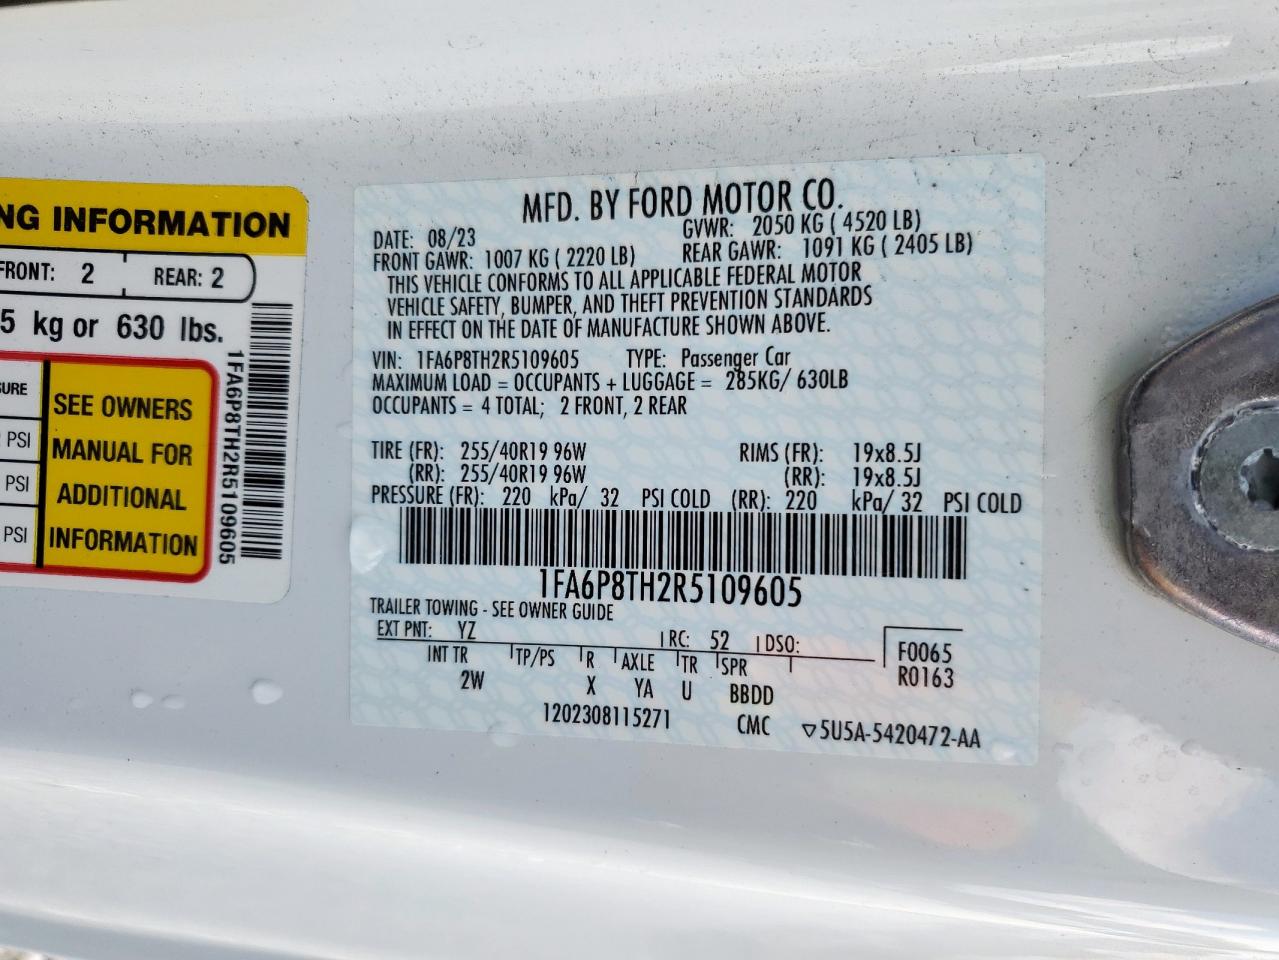 NG INFORMATION
FRONT: 2 REAR: 2
5 kg or 630 lbs.
SURE
PSI
PSI
PSI
SEE OWNERS
MANUAL FOR
ADDITIONAL
INFORMATION
1FA6P8TH2R5109605
MFD. BY FORD MOTOR CO.
DATE: 08/23 GVWR: 2050 KG ( 4520 LB)
FRONT GAWR: 1007 KG ( 2220 LB) REAR GAWR: 1091 KG ( 2405 LB)
THIS VEHICLE CONFORMS TO ALL APPLICABLE FEDERAL MOTOR
VEHICLE SAFETY, BUMPER, AND THEFT PREVENTION STANDARDS
IN EFFECT ON THE DATE OF MANUFACTURE SHOWN ABOVE.
VIN: 1FA6P8TH2R5109605 TYPE: Passenger Car
MAXIMUM LOAD = OCCUPANTS + LUGGAGE = 285KG/ 630LB
OCCUPANTS = 4 TOTAL; 2 FRONT, 2 REAR
TIRE (FR): 255/40R19 96W RIMS (FR): 19x8.5J
(RR): 255/40R19 96W (RR): 19x8.5J
PRESSURE (FR): 220 kPa/ 32 PSI COLD (RR): 220 kPa/ 32 PSI COLD
1FA6P8TH2R5109605
TRAILER TOWING - SEE OWNER GUIDE
EXT PNT: YZ RC: 52 DSO: F0065
INT TR TP/PS R AXLE TR SPR R0163
2W X YA U BBDD
1202308115271 CMC ▽5U5A-5420472-AA